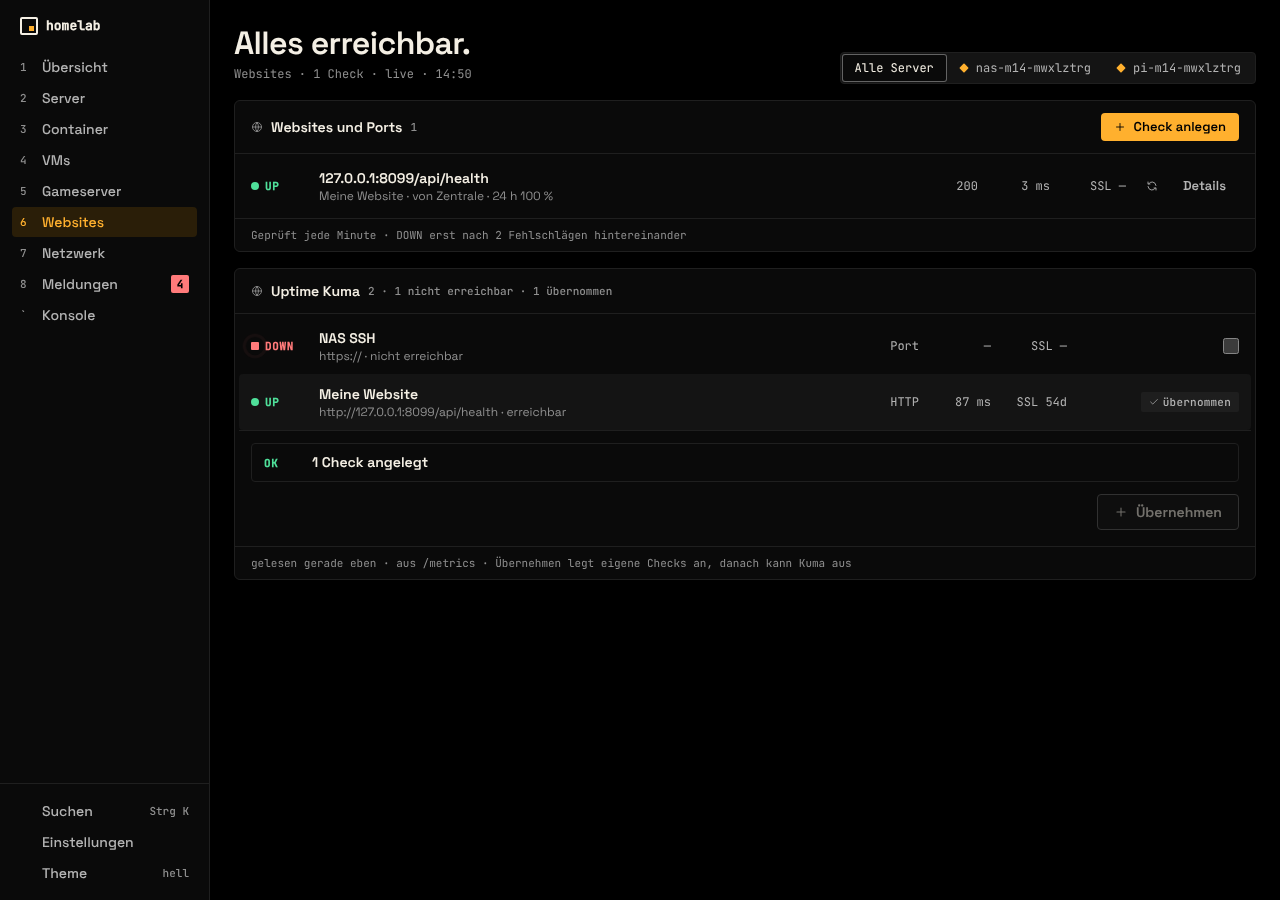 homelab
1 Übersicht
2 Server
3 Container
4 VMs
5 Gameserver
6 Websites
7 Netzwerk
8 Meldungen 4
` Konsole
Suchen Strg K
Einstellungen
Theme hell
Alles erreichbar.
Websites · 1 Check · live · 14:50
Alle Server nas-m14-mwxlztrg pi-m14-mwxlztrg
Websites und Ports 1
+ Check anlegen
UP 127.0.0.1:8099/api/health 200 3 ms SSL — Details
Meine Website · von Zentrale · 24 h 100 %
Geprüft jede Minute · DOWN erst nach 2 Fehlschlägen hintereinander
Uptime Kuma 2 · 1 nicht erreichbar · 1 übernommen
DOWN NAS SSH Port — SSL —
https:// · nicht erreichbar
UP Meine Website HTTP 87 ms SSL 54d ✓ übernommen
http://127.0.0.1:8099/api/health · erreichbar
OK 1 Check angelegt
+ Übernehmen
gelesen gerade eben · aus /metrics · Übernehmen legt eigene Checks an, danach kann Kuma aus